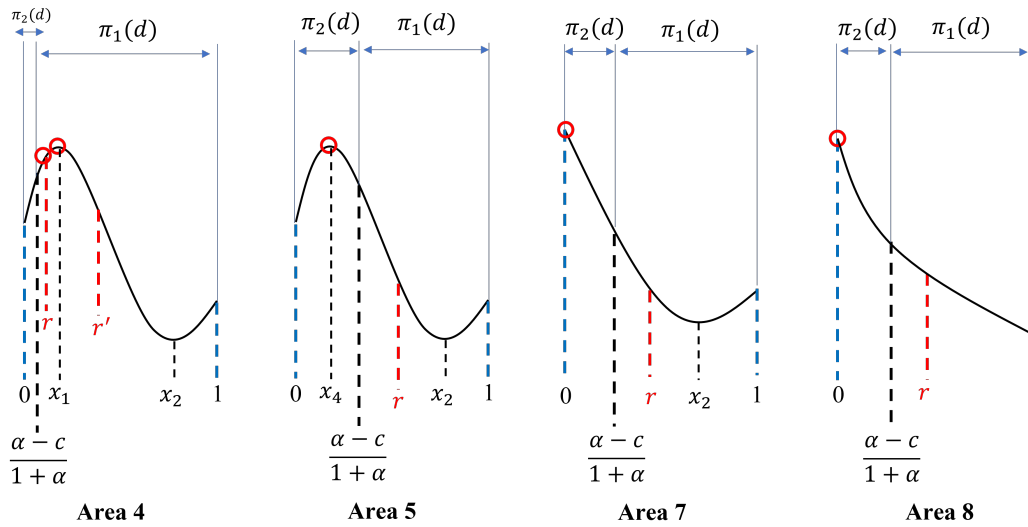 π₂(d)
π₁(d)
r
r′
0
x₁
x₂
1
α − c
1 + α
Area 4
π₂(d)
π₁(d)
r
0
x₄
x₂
1
α − c
1 + α
Area 5
π₂(d)
π₁(d)
0
r
x₂
1
α − c
1 + α
Area 7
π₂(d)
π₁(d)
0
r
α − c
1 + α
Area 8